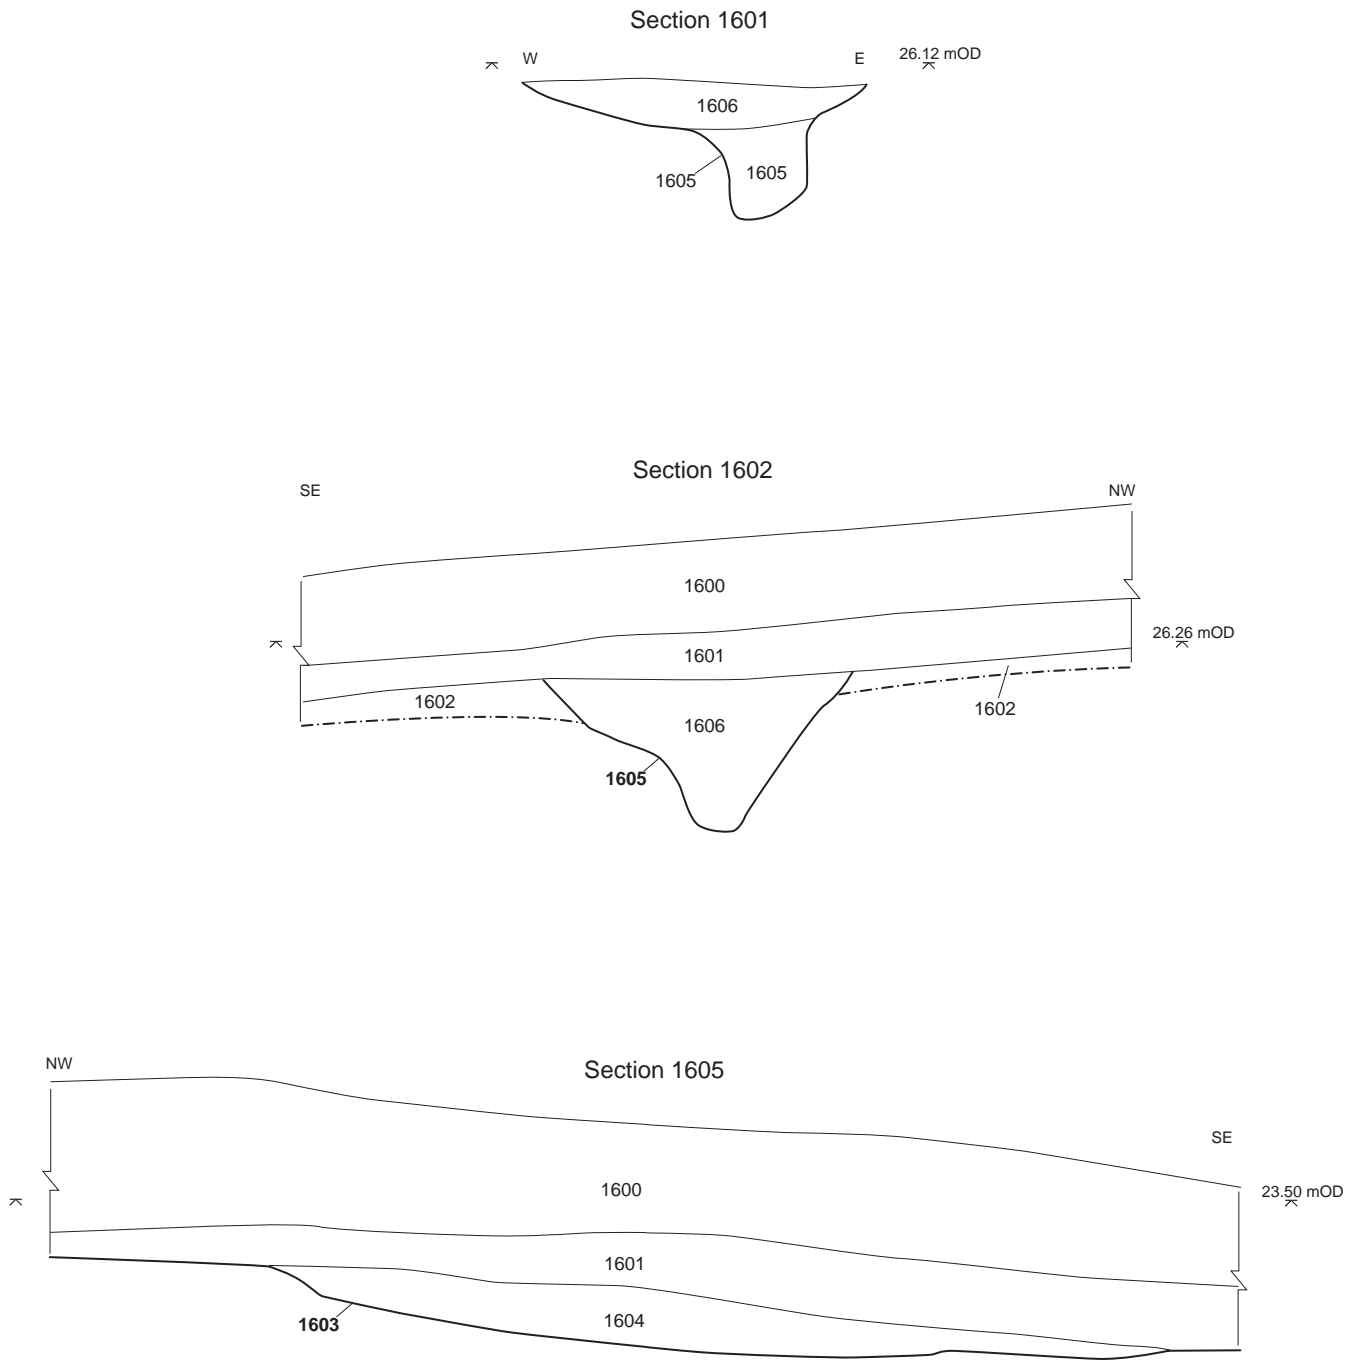 Section 1601
W E 26.12 mOD
1606
1605 1605
Section 1602
SE NW
1600
26.26 mOD
1601
1602 1602
1606
1605
NW Section 1605
SE
1600 23.50 mOD
1601
1603 1604